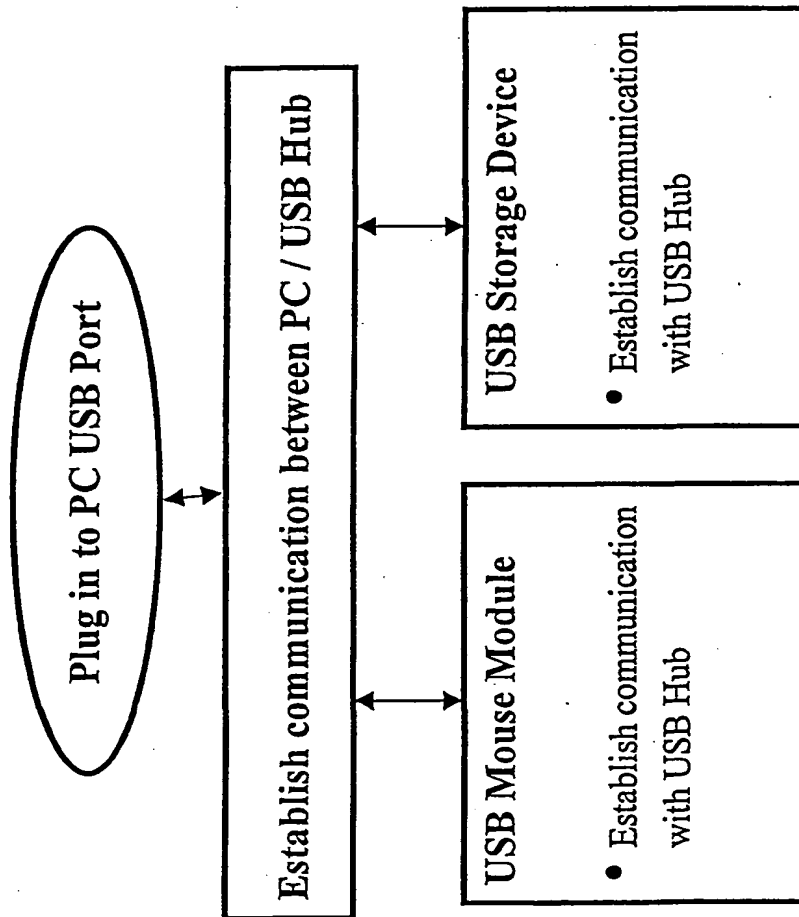 Plug in to PC USB Port
Establish communication between PC / USB Hub
USB Mouse Module
• Establish communication
with USB Hub
USB Storage Device
• Establish communication
with USB Hub